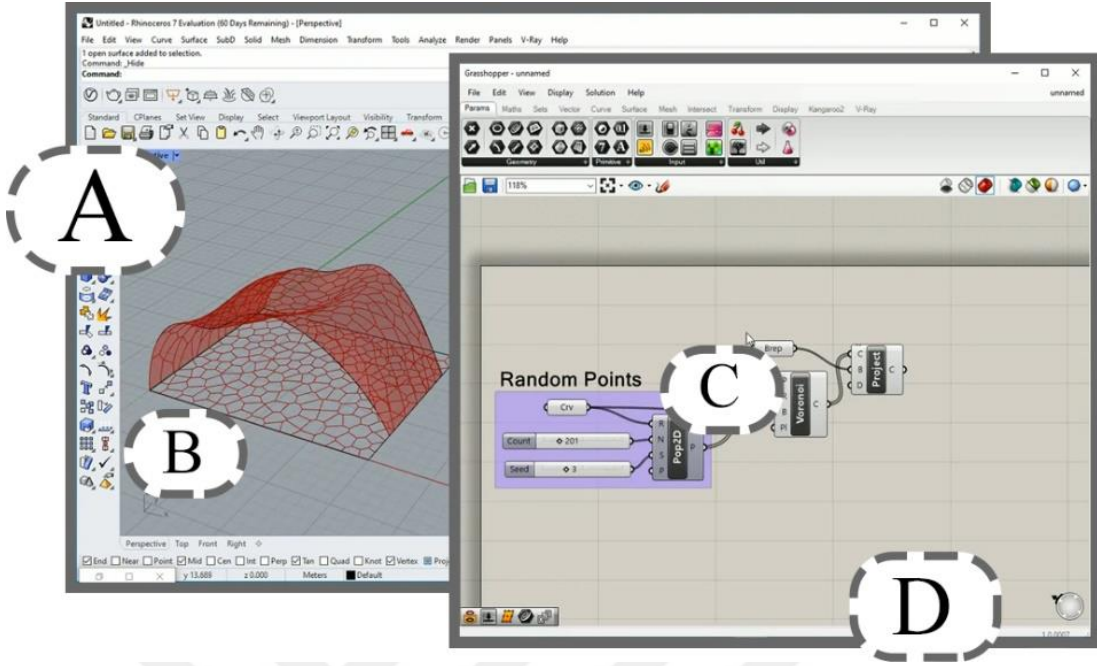 Untitled - Rhinoceros 7 Evaluation (60 Days Remaining) - [Perspective]
File Edit View Curve Surface SubD Solid Mesh Dimension Transform Tools Analyze Render Panels V-Ray Help
1 open surface added to selection.
Command: _Hide
Command:
Standard CPlanes Set View Display Select Viewport Layout Visibility Transform
A
B
Perspective Top Front Right
End Near Point Mid Cen Int Perp Tan Quad Knot Vertex Proj
y 13.689 z 0.000 Meters Default
Grasshopper - unnamed
File Edit View Display Solution Help unnamed
Params Maths Sets Vector Curve Surface Mesh Intersect Transform Display Kangaroo2 V-Ray
Geometry Primitive Input Util
118%
Random Points
Crv
Count 201
Seed 3
R
N
S
P
Pop2D
P
C
Brep
B
Pl
Voronoi
C
C
B
D
Project
C
D